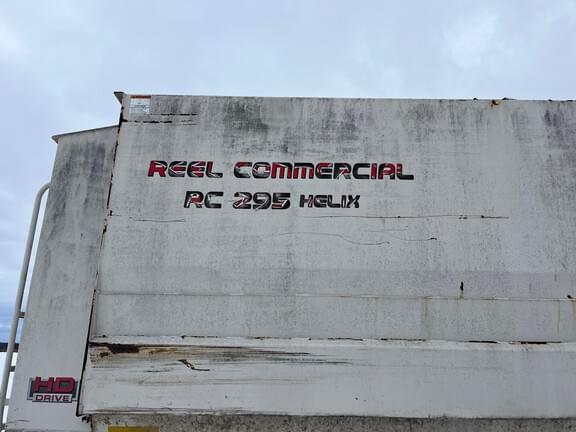 REEL COMMERCIAL
RC 295 HELIX
HD
DRIVE